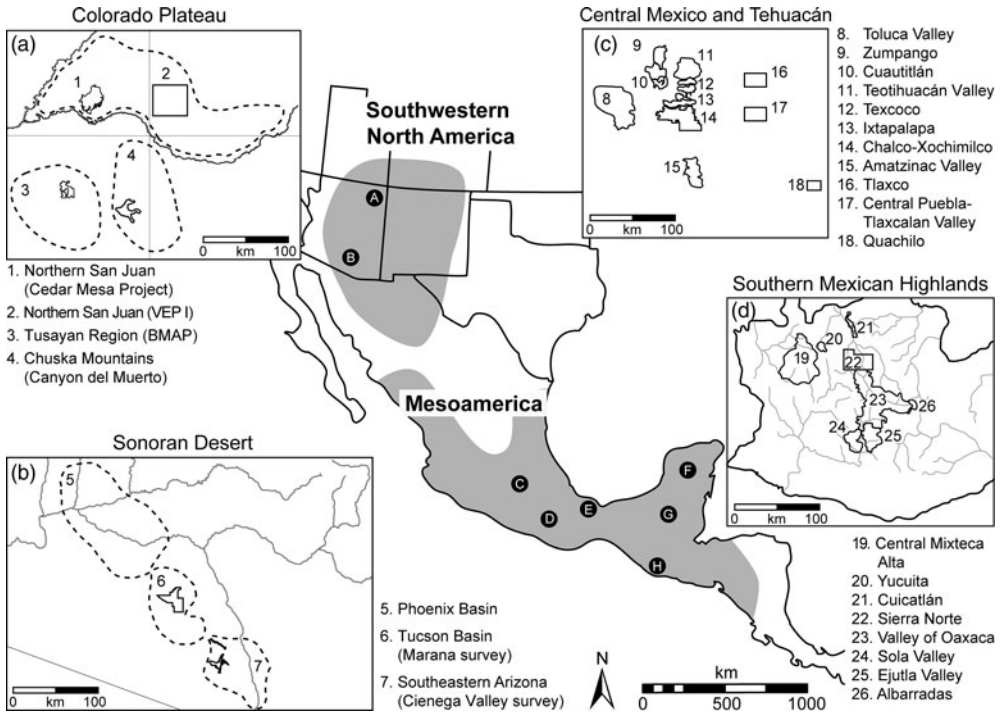 Colorado Plateau
(a)
1
2
3
4
0
km
100
1. Northern San Juan
(Cedar Mesa Project)
2. Northern San Juan (VEP I)
3. Tusayan Region (BMAP)
4. Chuska Mountains
(Canyon del Muerto)
Sonoran Desert
(b)
5
6
7
0
km
100
5. Phoenix Basin
6. Tucson Basin
(Marana survey)
7. Southeastern Arizona
(Cienega Valley survey)
Southwestern
North America
A
B
Mesoamerica
C
D
E
F
G
H
N
km
0
500
1000
Central Mexico and Tehuacán
(c)
9
11
10
12
16
8
13
14
17
15
18
0
km
100
8. Toluca Valley
9. Zumpango
10. Cuautitlán
11. Teotihuacán Valley
12. Texcoco
13. Ixtapalapa
14. Chalco-Xochimilco
15. Amatzinac Valley
16. Tlaxco
17. Central Puebla-
Tlaxcalan Valley
18. Quachilo
Southern Mexican Highlands
(d)
21
20
19
22
23
26
24
25
0
km
100
19. Central Mixteca
Alta
20. Yucuita
21. Cuicatlán
22. Sierra Norte
23. Valley of Oaxaca
24. Sola Valley
25. Ejutla Valley
26. Albarradas